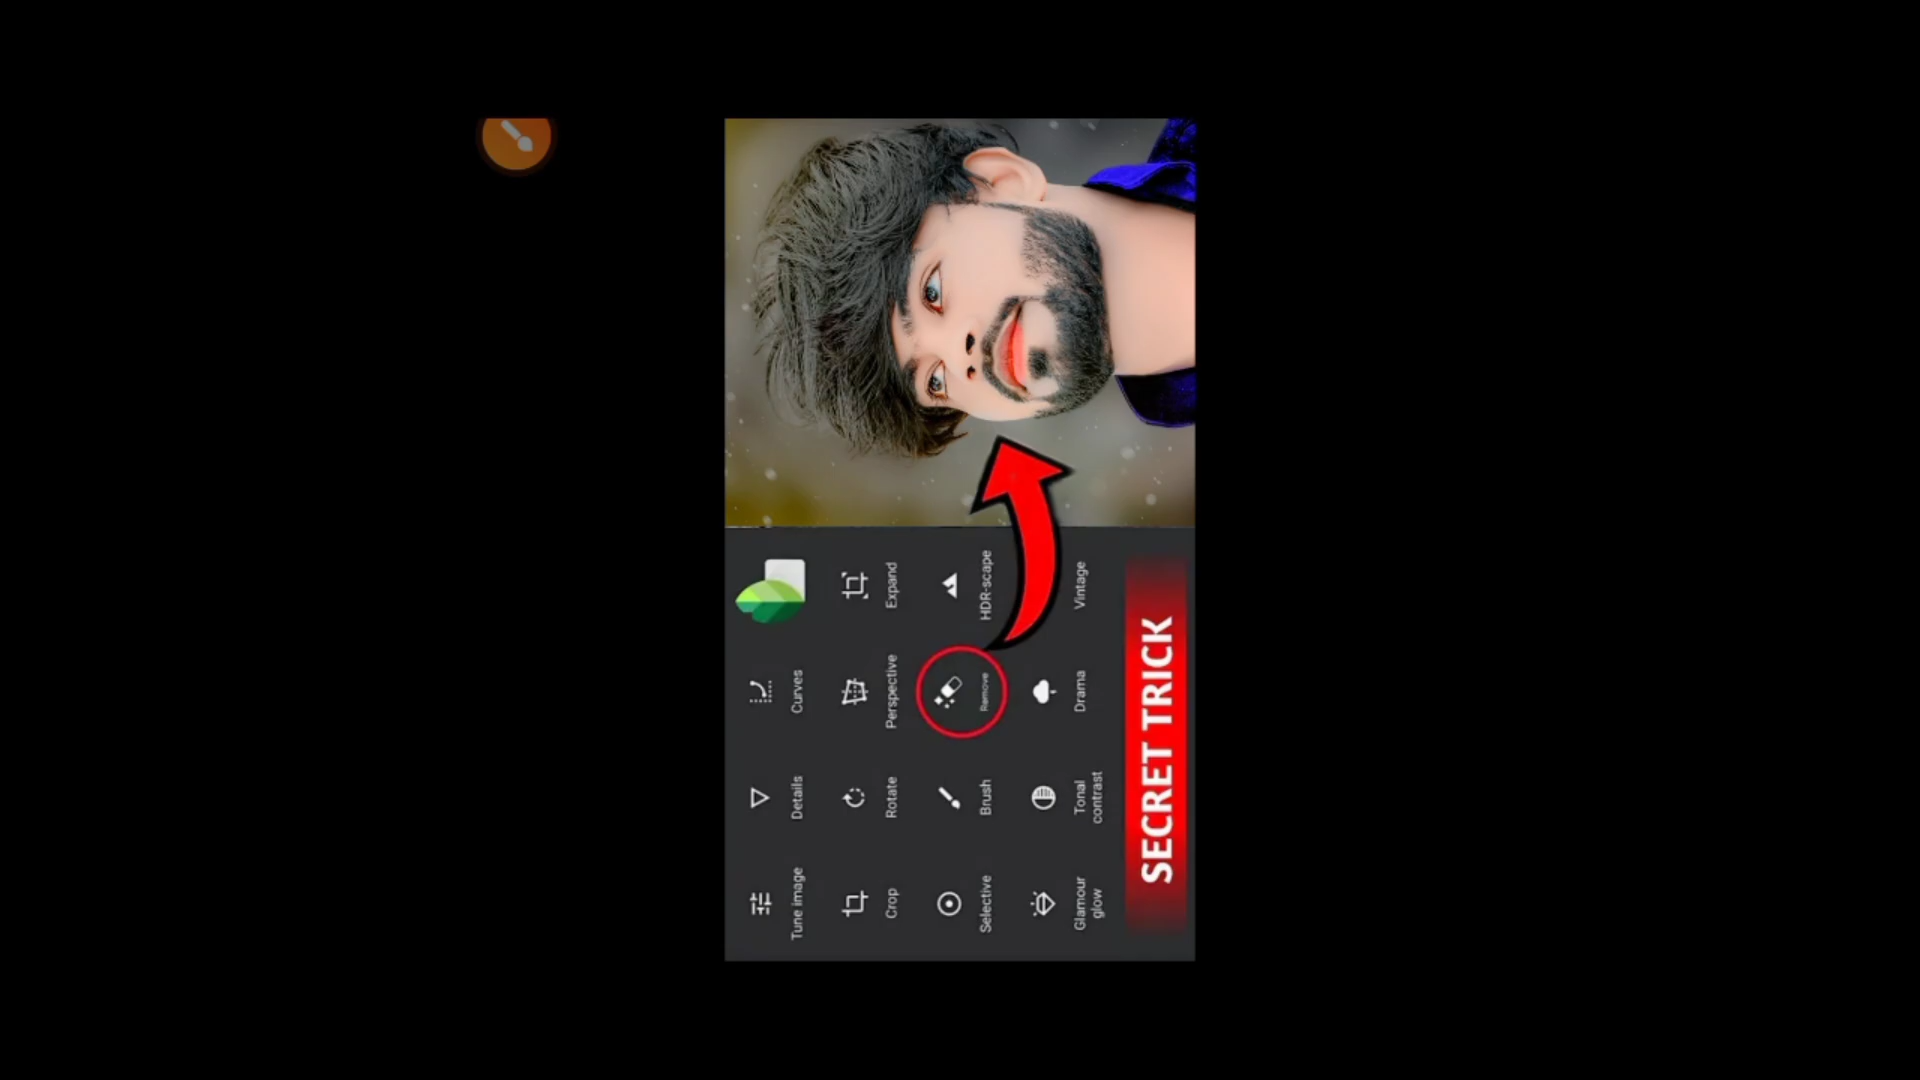 Tune image
Details
Curves
Crop
Rotate
Perspective
Expand
Selective
Brush
Remove
HDR-scape
Glamour
glow
Tonal
contrast
Drama
Vintage
SECRET TRICK